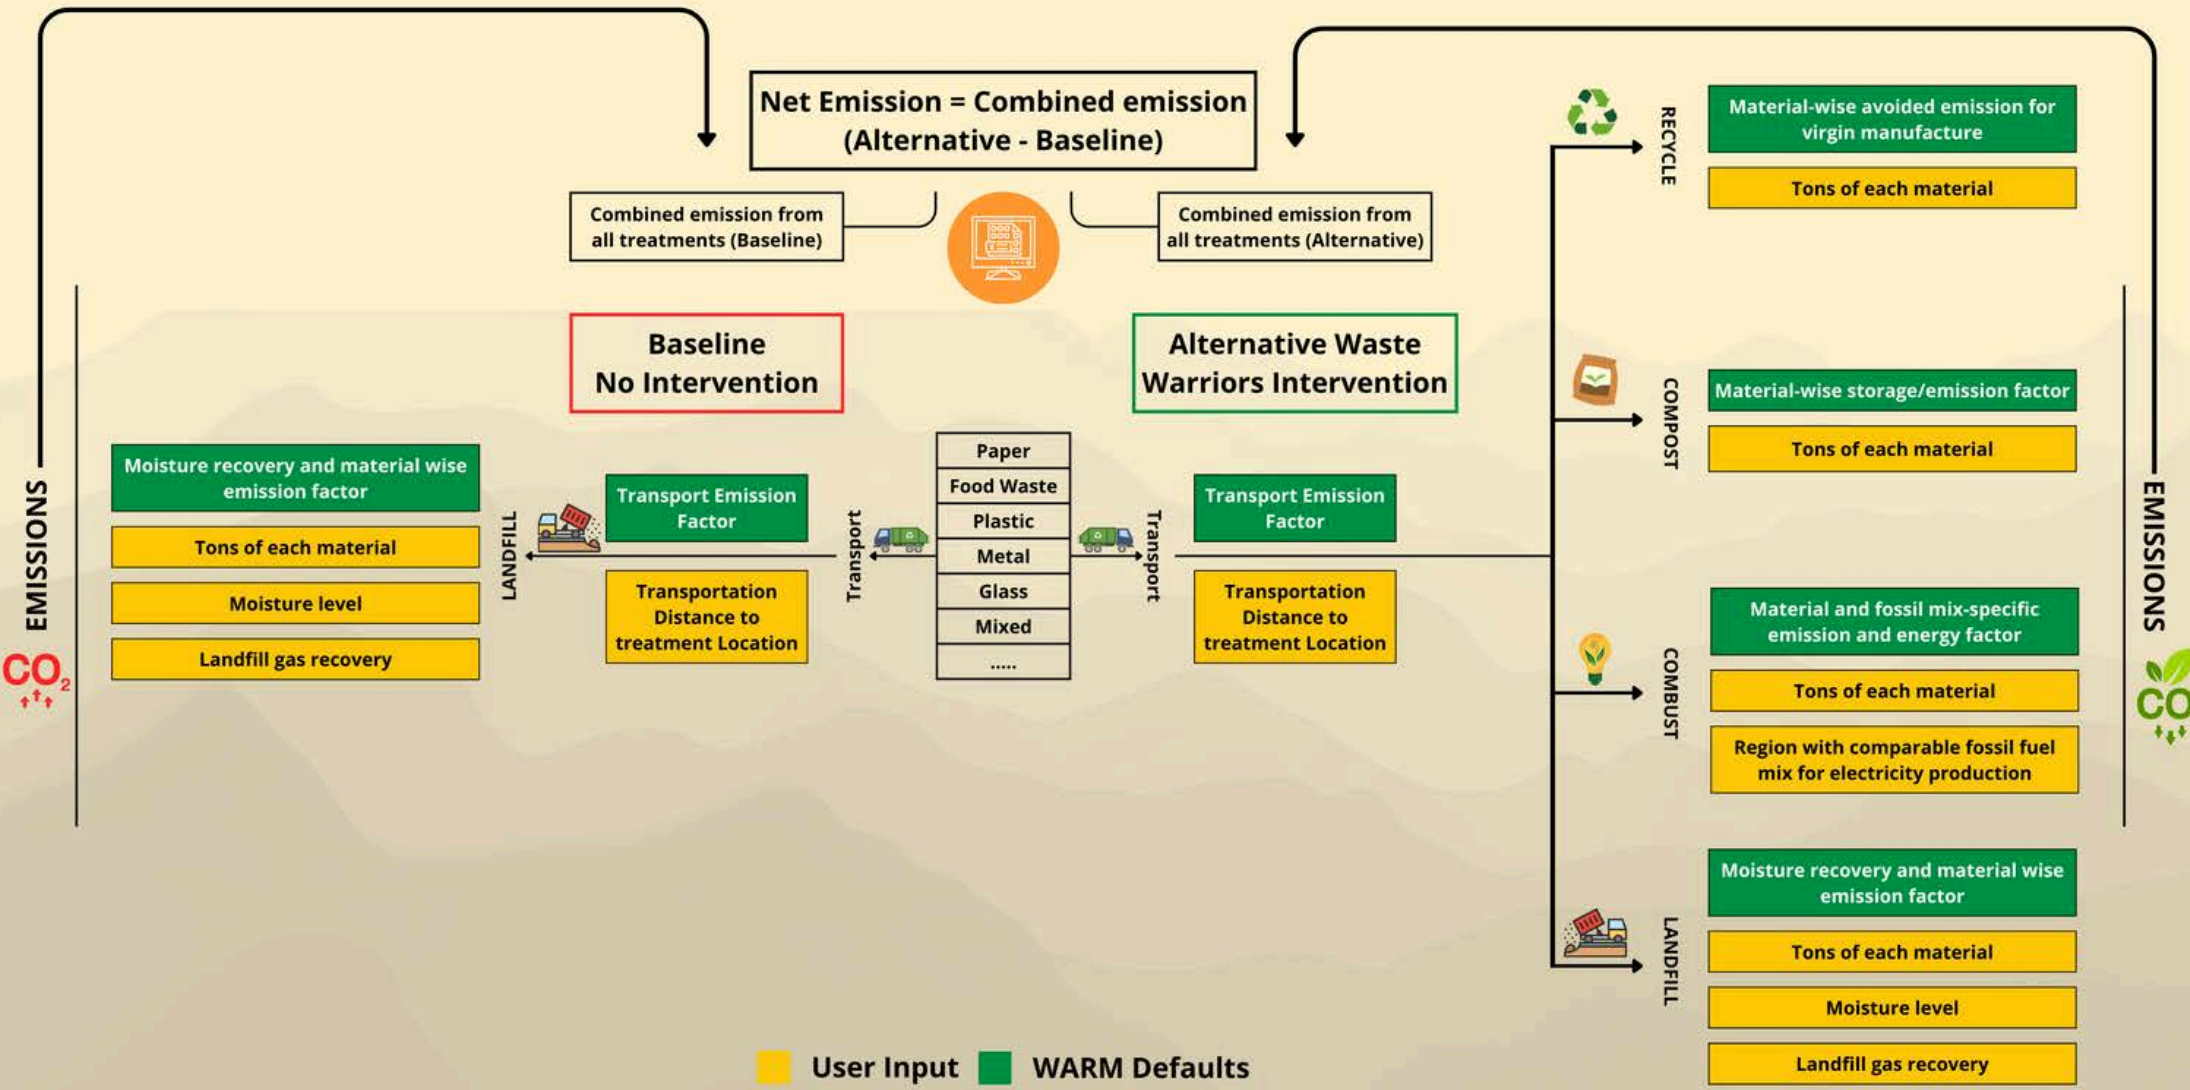 Net Emission = Combined emission
(Alternative - Baseline)
Combined emission from
all treatments (Baseline)
Combined emission from
all treatments (Alternative)
Baseline
No Intervention
Alternative Waste
Warriors Intervention
EMISSIONS
CO2
Moisture recovery and material wise
emission factor
Tons of each material
Moisture level
Landfill gas recovery
LANDFILL
Transport Emission
Factor
Transportation
Distance to
treatment Location
Transport
Paper
Food Waste
Plastic
Metal
Glass
Mixed
.....
Transport
Transport Emission
Factor
Transportation
Distance to
treatment Location
RECYCLE
Material-wise avoided emission for
virgin manufacture
Tons of each material
COMPOST
Material-wise storage/emission factor
Tons of each material
COMBUST
Material and fossil mix-specific
emission and energy factor
Tons of each material
Region with comparable fossil fuel
mix for electricity production
LANDFILL
Moisture recovery and material wise
emission factor
Tons of each material
Moisture level
Landfill gas recovery
EMISSIONS
CO
User Input
WARM Defaults